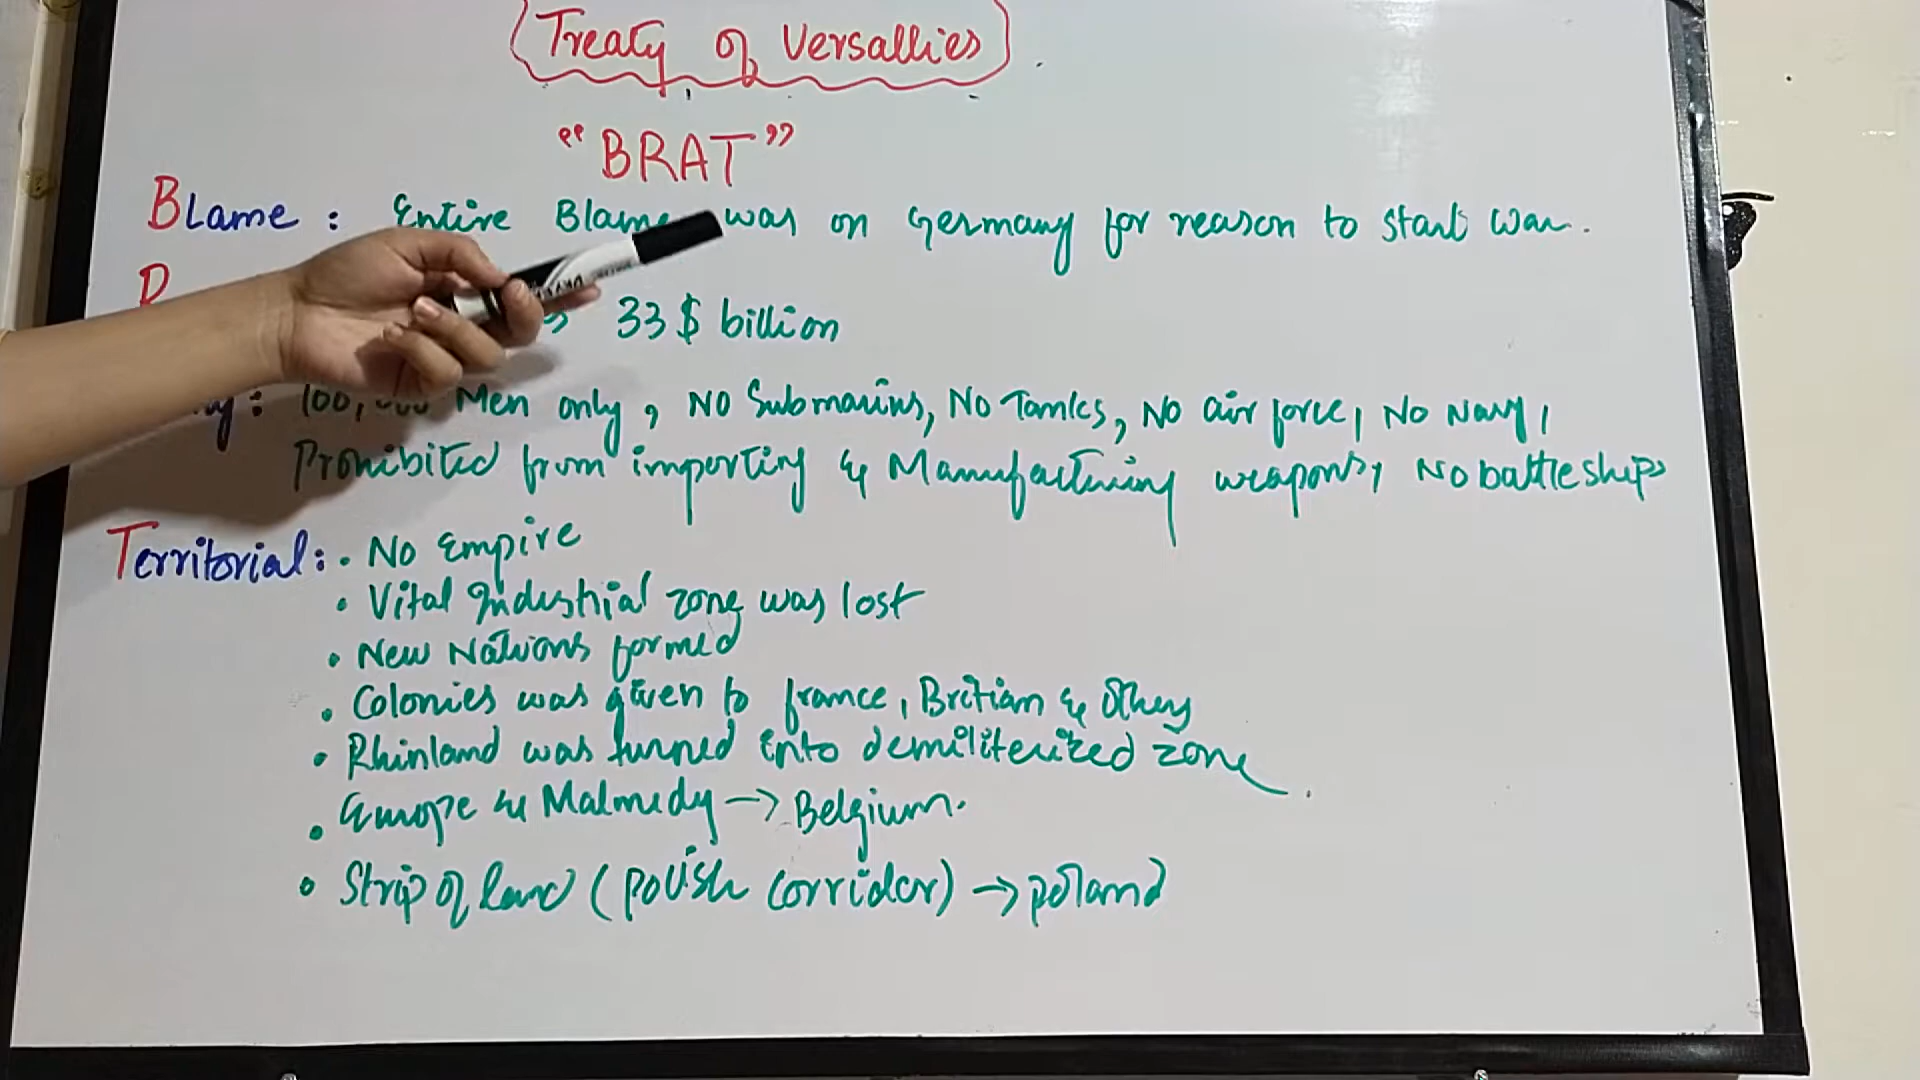 Treaty of Versallies
"BRAT"
Blame : Entire Blame was on Germany for reason to start war.
33 $ billion
Men only, No Submarins, No Tanks, No air force, No Navy,
Prohibited from importing & Manufacturing weapons, No battleships
Territorial: • No Empire
• Vital Industrial zone was lost
• New Nations formed
• Colonies was given to france, Britian & others
• Rhinland was turned into demiliterized zone
• & Malmedy → Belgium.
• Strip of land (polish corridor) → poland